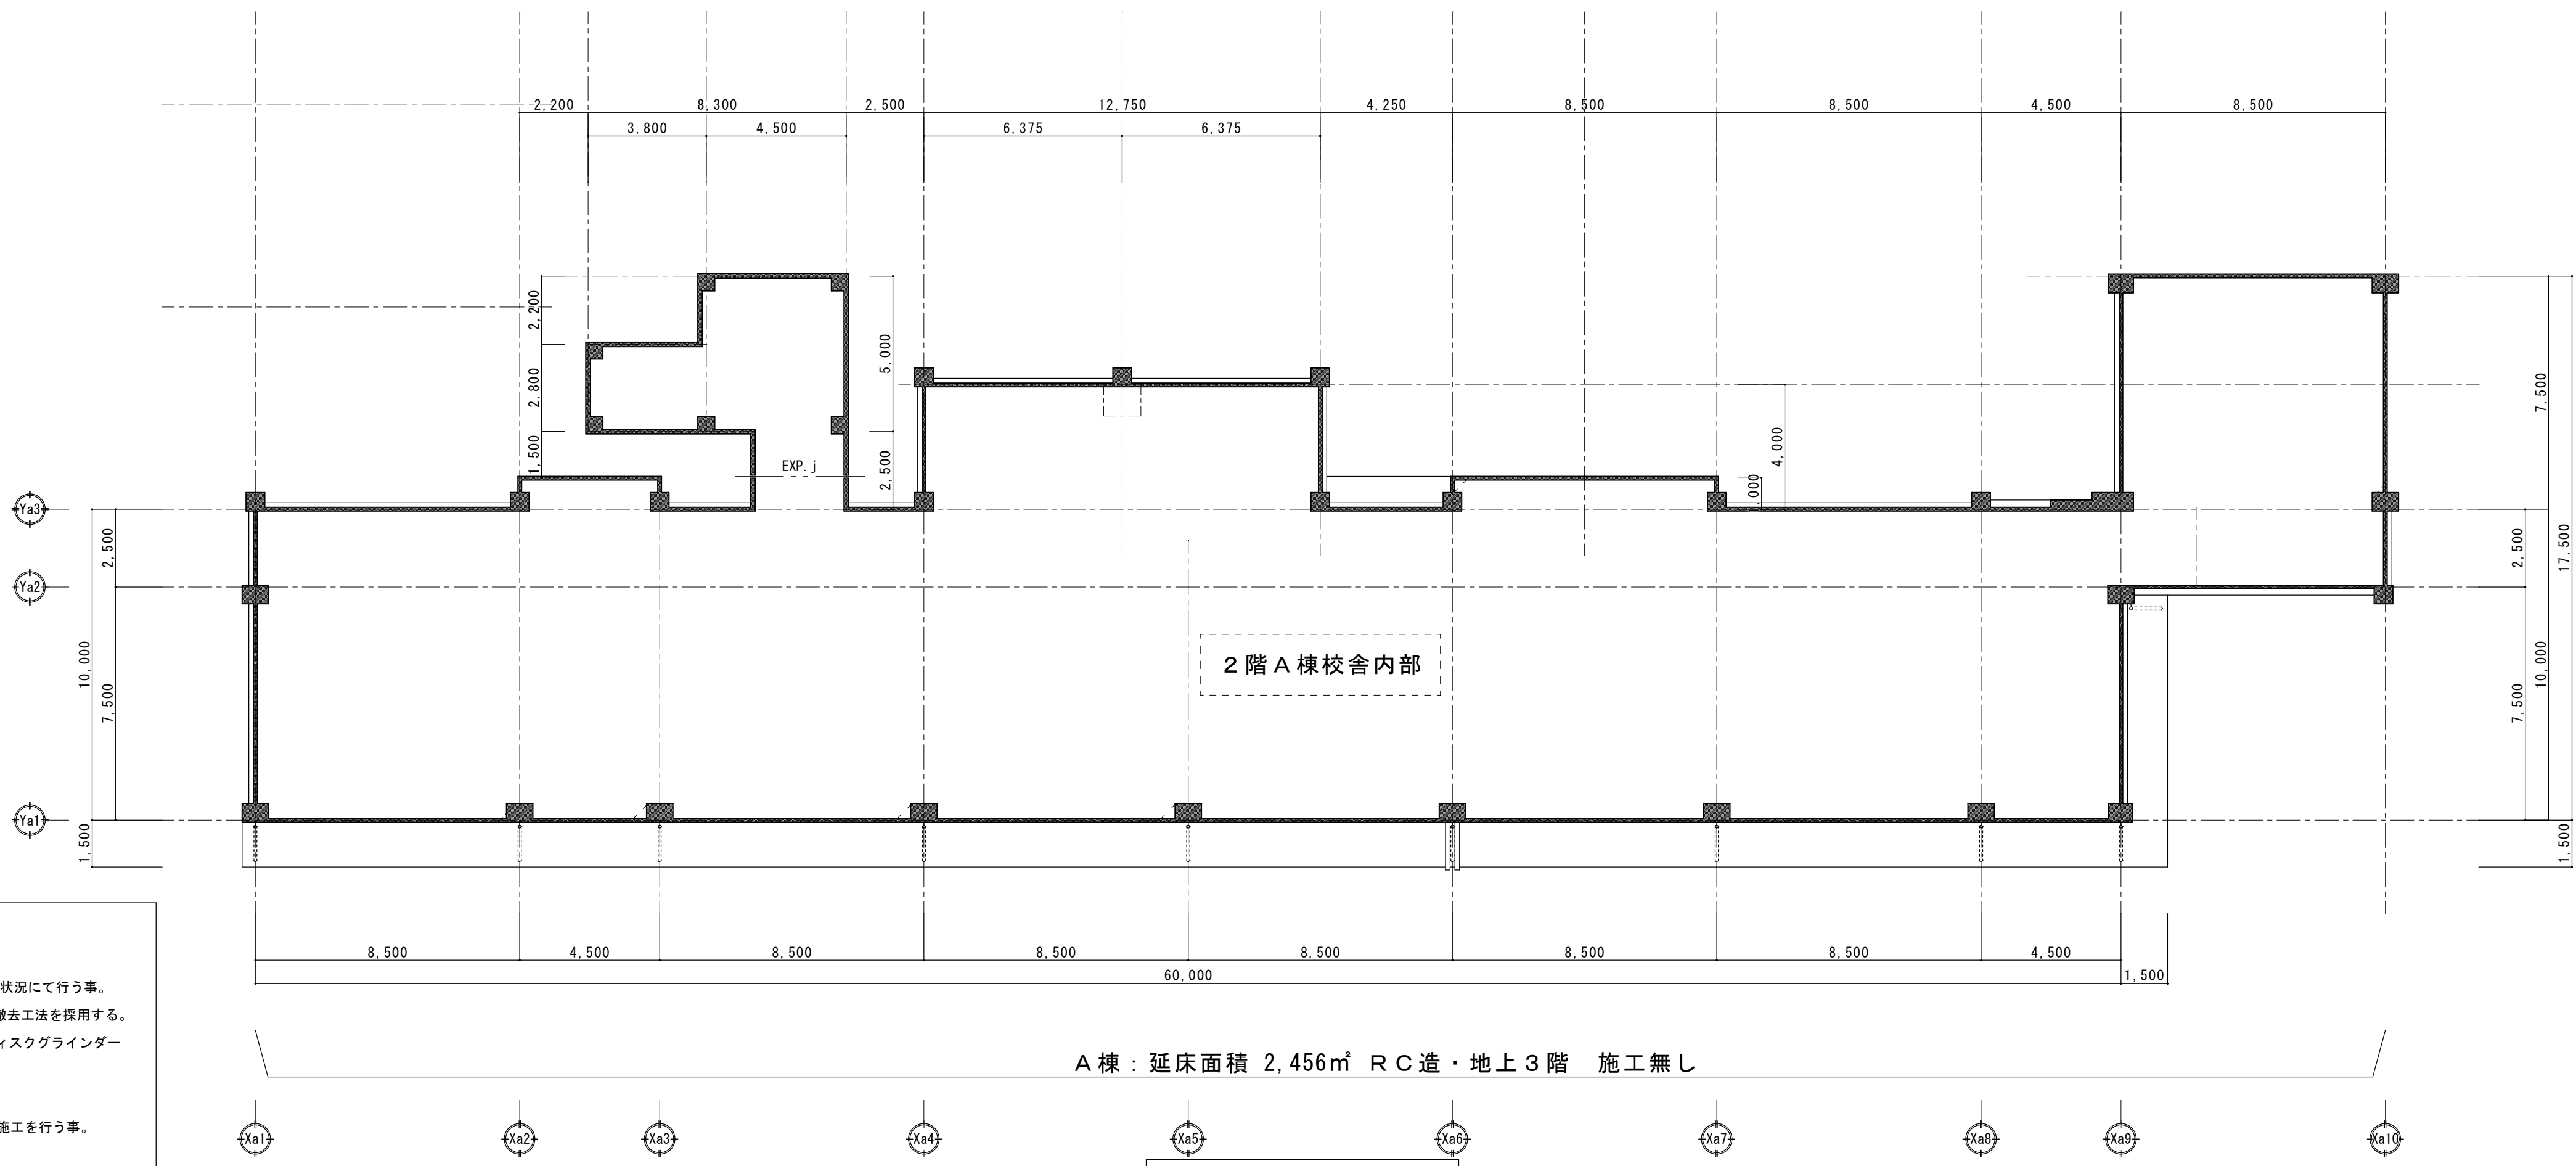 2,200 8,300 2,500 12,750 4,250 8,500 8,500 4,500 8,500
3,800 4,500 6,375 6,375
2,200
2,800
1,500
5,000
2,500
EXP.j
4,000
1,000
7,500
17,500
2,500
10,000
7,500
1,500
Ya3
Ya2
Ya1
2,500
10,000
7,500
1,500
2階A棟校舎内部
8,500 4,500 8,500 8,500 8,500 8,500 8,500 4,500
60,000 1,500
状況にて行う事。
撤去工法を採用する。
ィスクグラインダー
施工を行う事。
A棟：延床面積 2,456㎡ RC造・地上3階　施工無し
Xa1 Xa2 Xa3 Xa4 Xa5 Xa6 Xa7 Xa8 Xa9 Xa10